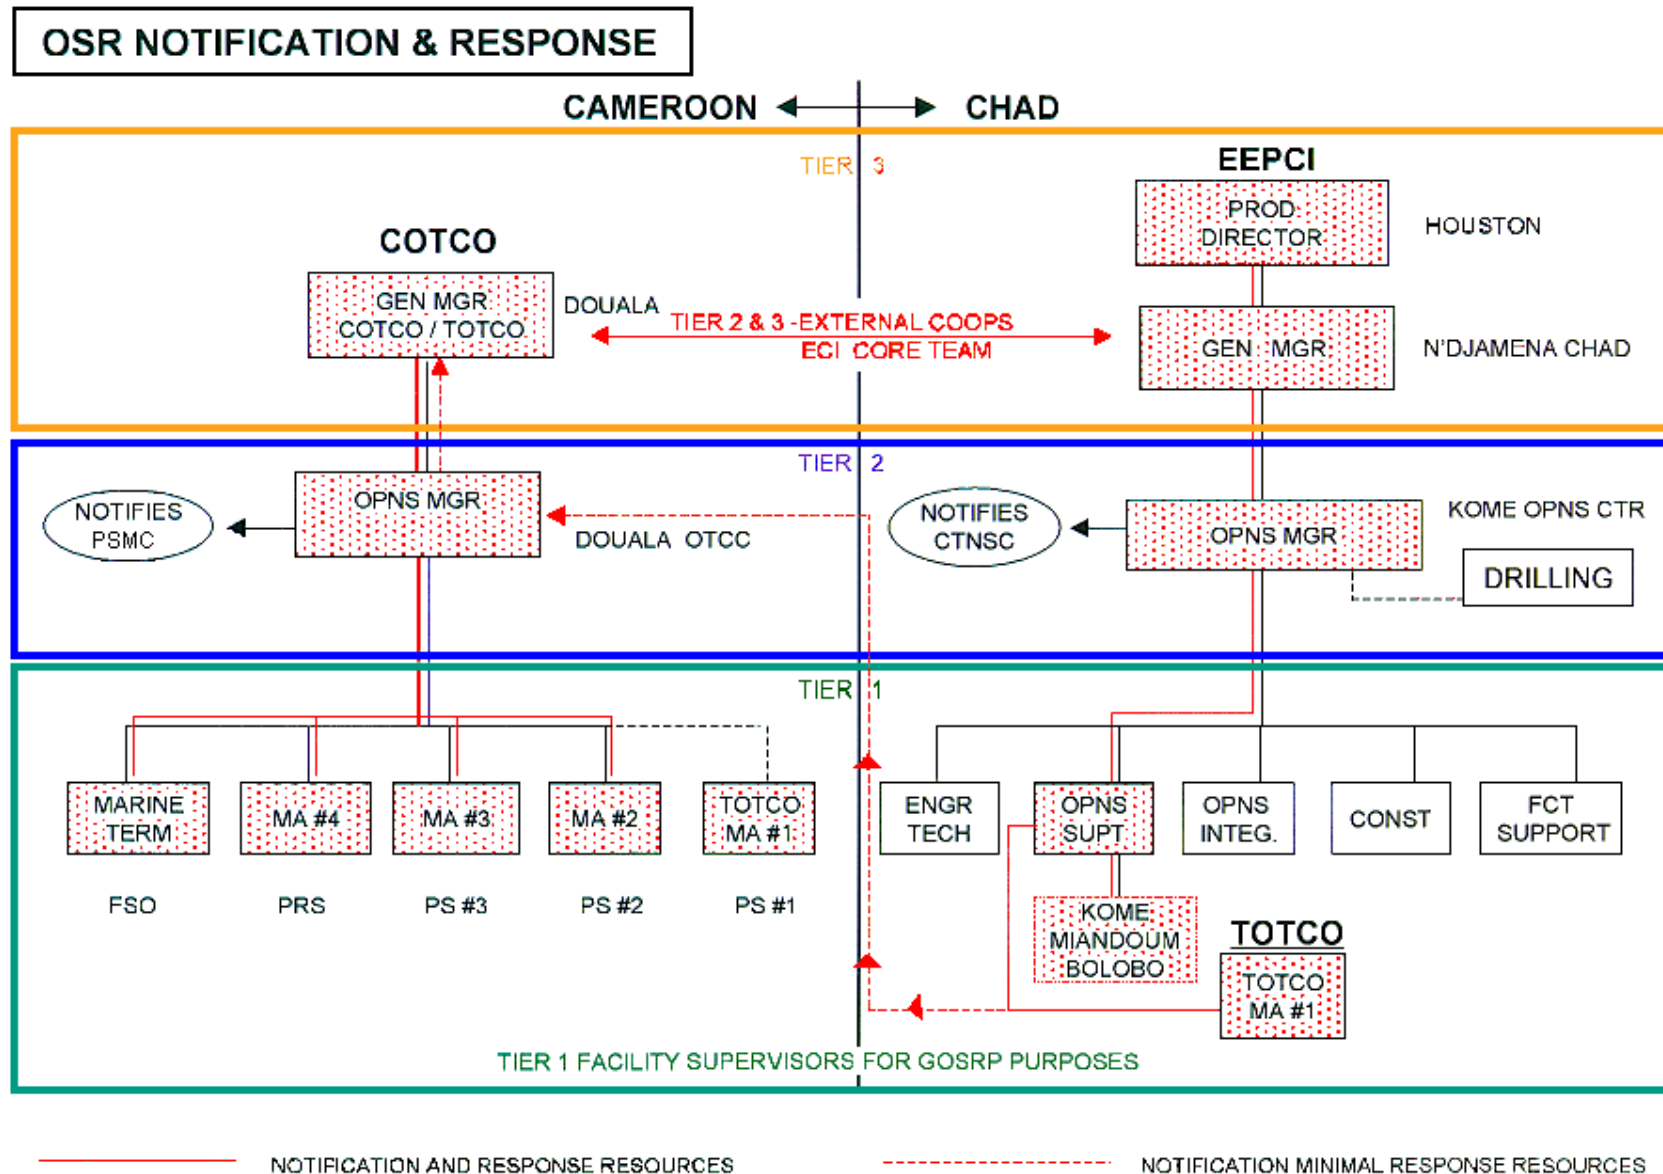 OSR NOTIFICATION & RESPONSE
CAMEROON
CHAD
TIER 3
EEPCI
PROD
DIRECTOR
HOUSTON
COTCO
GEN MGR
COTCO / TOTCO
DOUALA
TIER 2 & 3 -EXTERNAL COOPS
ECI CORE TEAM
GEN MGR
N'DJAMENA CHAD
TIER 2
NOTIFIES
PSMC
OPNS MGR
DOUALA OTCC
NOTIFIES
CTNSC
OPNS MGR
KOME OPNS CTR
DRILLING
TIER 1
MARINE
TERM
MA #4
MA #3
MA #2
TOTCO
MA #1
ENGR
TECH
OPNS
SUPT
OPNS
INTEG.
CONST
FCT
SUPPORT
FSO
PRS
PS #3
PS #2
PS #1
KOME
MIANDOUM
BOLOBO
TOTCO
TOTCO
MA #1
TIER 1 FACILITY SUPERVISORS FOR GOSRP PURPOSES
NOTIFICATION AND RESPONSE RESOURCES
NOTIFICATION MINIMAL RESPONSE RESOURCES